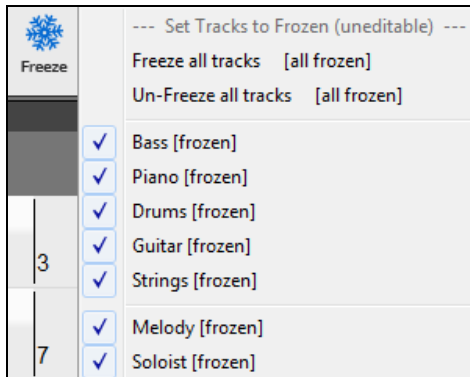 --- Set Tracks to Frozen (uneditable) ---
Freeze
Freeze all tracks [all frozen]
Un-Freeze all tracks [all frozen]
Bass [frozen]
Piano [frozen]
Drums [frozen]
Guitar [frozen]
3
Strings [frozen]
Melody [frozen]
7
Soloist [frozen]